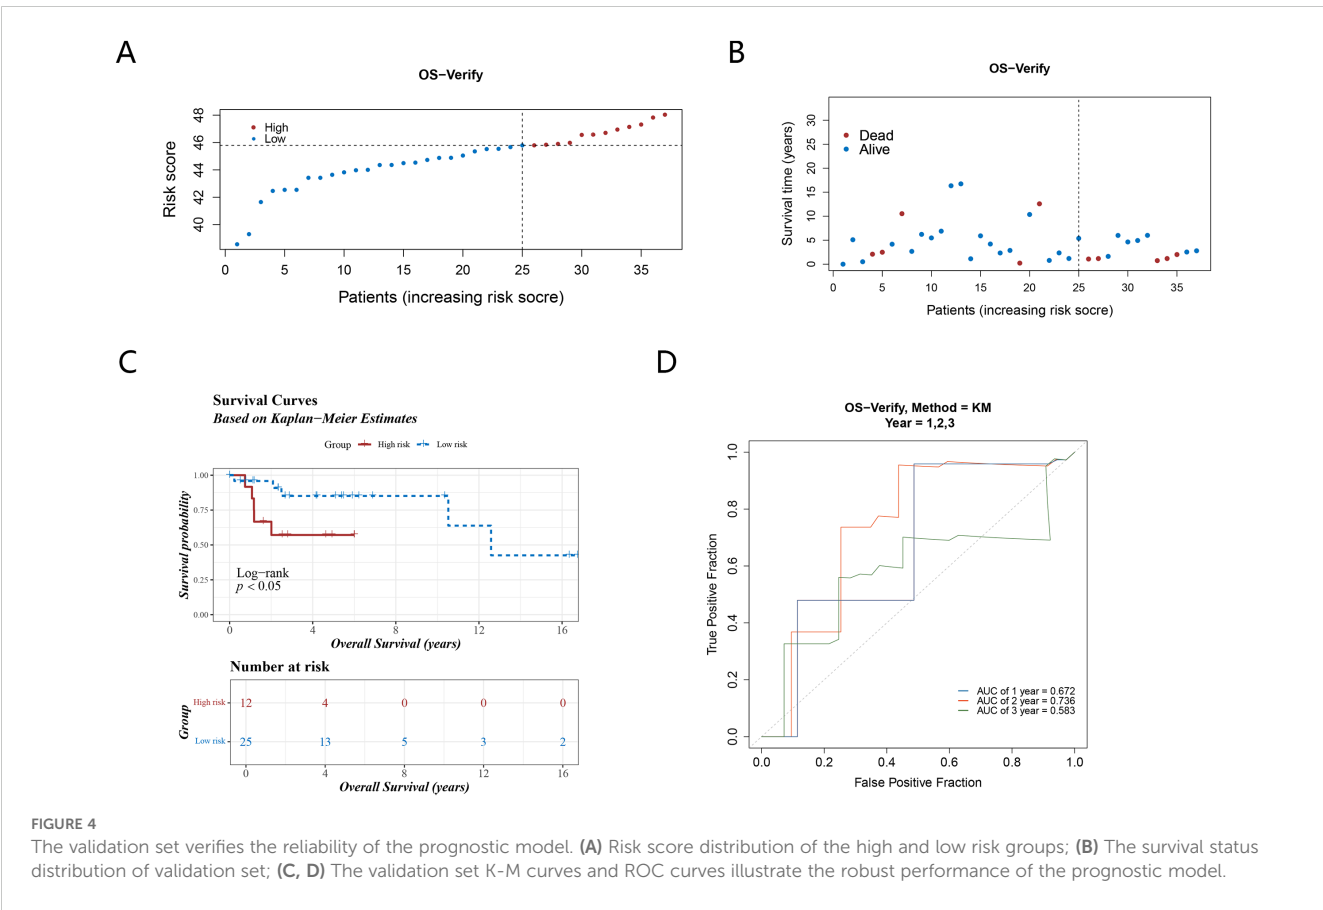 A
OS−Verify
Risk score
48
46
44
42
40
High
Low
0 5 10 15 20 25 30 35
Patients (increasing risk socre)
B
OS−Verify
Survival time (years)
30
25
20
15
10
5
0
Dead
Alive
0 5 10 15 20 25 30 35
Patients (increasing risk socre)
C
Survival Curves
Based on Kaplan−Meier Estimates
Group High risk Low risk
Survival probability
1.00
0.75
0.50
0.25
0.00
Log−rank
p < 0.05
0 4 8 12 16
Overall Survival (years)
Number at risk
Group
High risk 12 4 0 0 0
Low risk 25 13 5 3 2
0 4 8 12 16
Overall Survival (years)
D
OS−Verify, Method = KM
Year = 1,2,3
True Positive Fraction
1.0
0.8
0.6
0.4
0.2
0.0
AUC of 1 year = 0.672
AUC of 2 year = 0.736
AUC of 3 year = 0.583
0.0 0.2 0.4 0.6 0.8 1.0
False Positive Fraction
FIGURE 4
The validation set verifies the reliability of the prognostic model. (A) Risk score distribution of the high and low risk groups; (B) The survival status
distribution of validation set; (C, D) The validation set K-M curves and ROC curves illustrate the robust performance of the prognostic model.